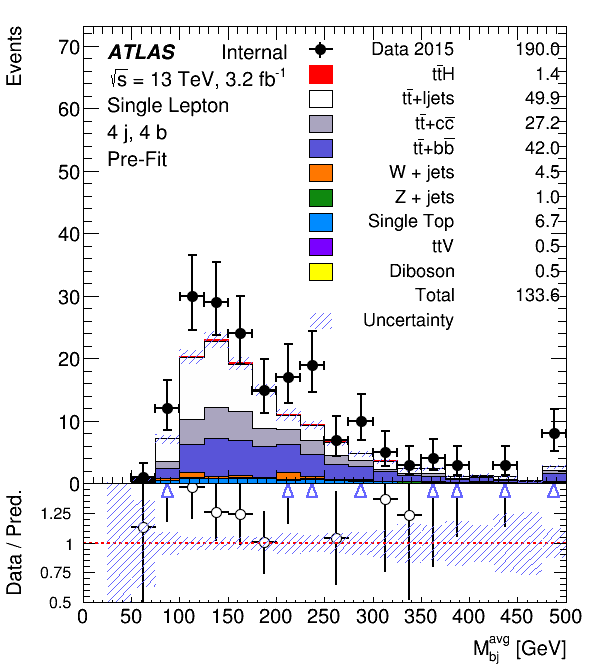 Events
70
60
50
40
30
20
10
0
ATLAS Internal
√s = 13 TeV, 3.2 fb⁻¹
Single Lepton
4 j, 4 b
Pre-Fit
Data 2015 190.0
tt̄H 1.4
tt̄+ljets 49.9
tt̄+cc̄ 27.2
tt̄+bb̄ 42.0
W + jets 4.5
Z + jets 1.0
Single Top 6.7
ttV 0.5
Diboson 0.5
Total 133.6
Uncertainty
Data / Pred.
1.25
1
0.75
0.5
0 50 100 150 200 250 300 350 400 450 500
M_bj^avg [GeV]